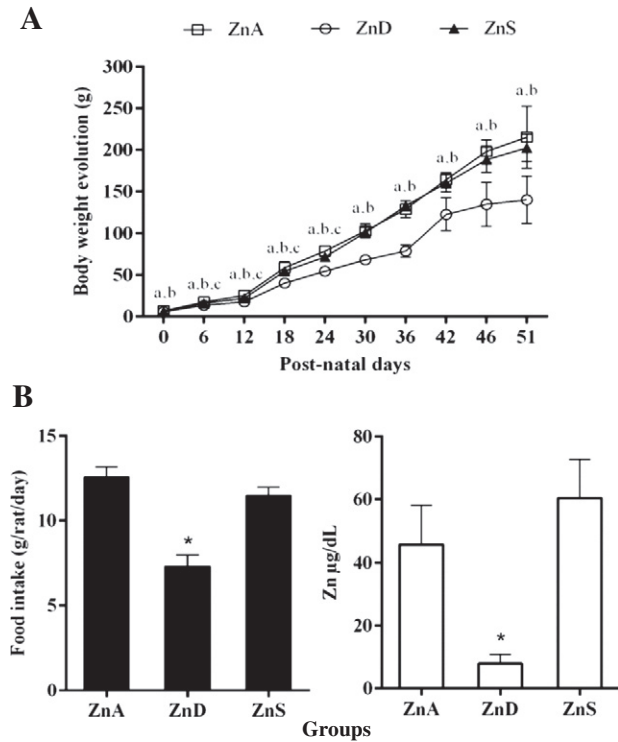 A
ZnA ZnD ZnS
Body weight evolution (g)
300
250
200
150
100
50
0
a,b a,b,c a,b,c a,b,c a,b,c a,b a,b a,b a,b a,b
0 6 12 18 24 30 36 42 46 51
Post-natal days
B
Food intake (g/rat/day)
15
10
5
0
*
ZnA ZnD ZnS
Zn µg/dL
80
60
40
20
0
*
ZnA ZnD ZnS
Groups